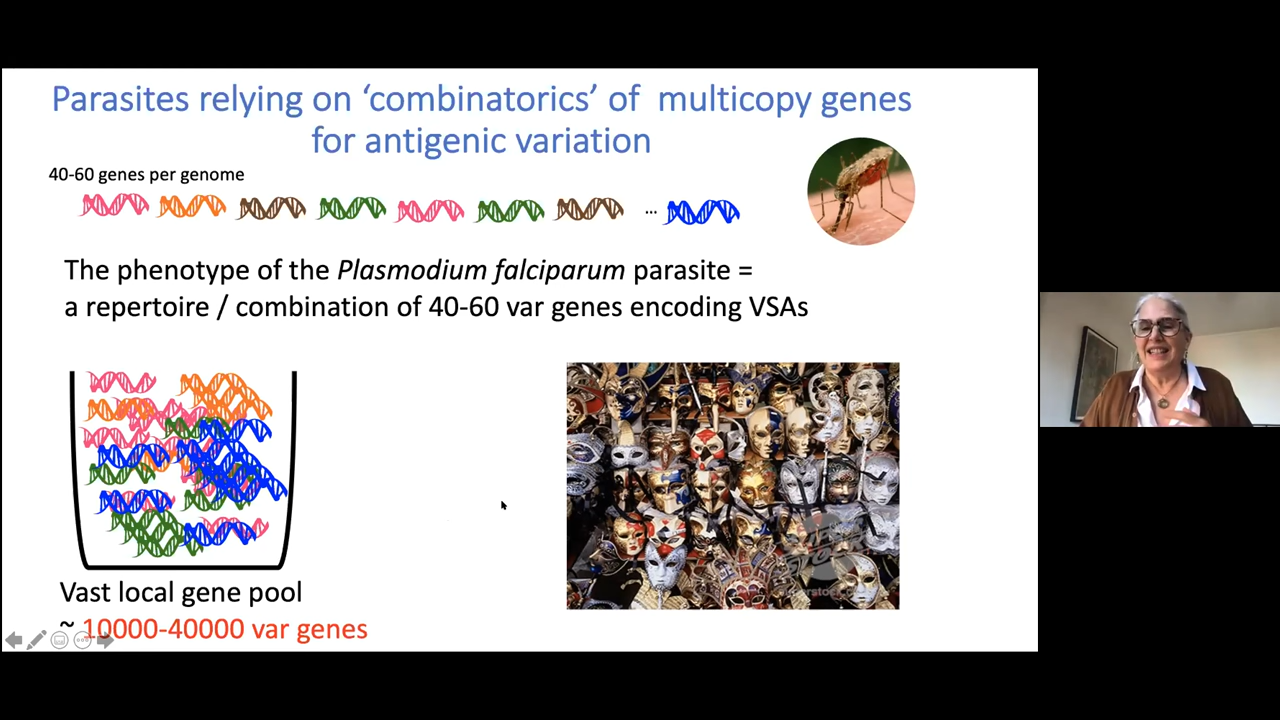 Parasites relying on ‘combinatorics’ of multicopy genes
for antigenic variation
40-60 genes per genome
...
The phenotype of the Plasmodium falciparum parasite =
a repertoire / combination of 40-60 var genes encoding VSAs
Vast local gene pool
~ 10000-40000 var genes